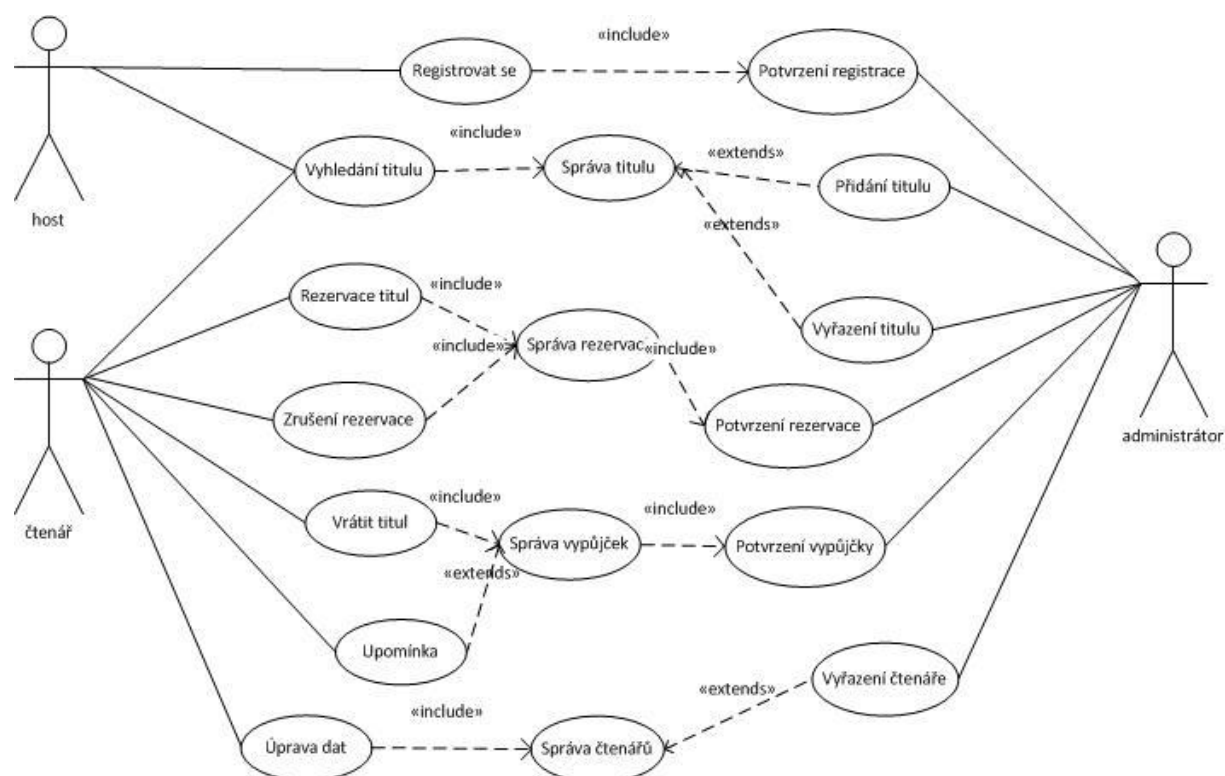 «include»
Registrovat se
Potvrzení registrace
«include»
«extends»
Vyhledání titulu
Správa titulu
Přidání titulu
host
«extends»
«include»
Rezervace titul
Vyřazení titulu
«include»
Správa rezervac
«include»
Zrušení rezervace
Potvrzení rezervace
administrátor
«include»
«include»
Vrátit titul
čtenář
Správa vypůjček
Potvrzení vypůjčky
«extends»
Upomínka
Vyřazení čtenáře
«extends»
«include»
Úprava dat
Správa čtenářů